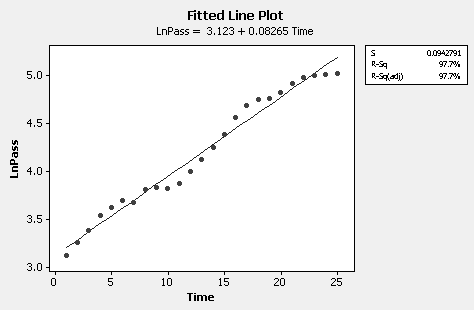 Fitted Line Plot
LnPass = 3.123 + 0.08265 Time
S 0.0942791
R-Sq 97.7%
R-Sq(adj) 97.7%
5.0
4.5
4.0
3.5
3.0
LnPass
0 5 10 15 20 25
Time